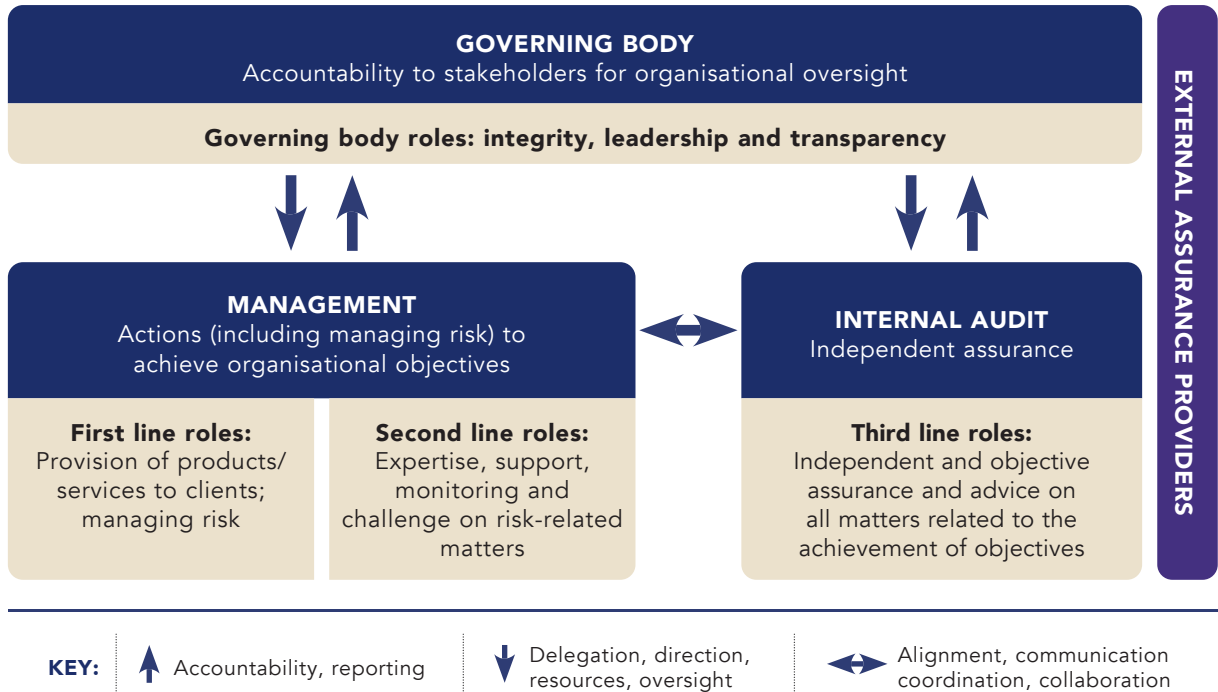 GOVERNING BODY
Accountability to stakeholders for organisational oversight
Governing body roles: integrity, leadership and transparency
MANAGEMENT
Actions (including managing risk) to
achieve organisational objectives
First line roles:
Provision of products/
services to clients;
managing risk
Second line roles:
Expertise, support,
monitoring and
challenge on risk-related
matters
INTERNAL AUDIT
Independent assurance
Third line roles:
Independent and objective
assurance and advice on
all matters related to the
achievement of objectives
EXTERNAL ASSURANCE PROVIDERS
KEY:
Accountability, reporting
Delegation, direction,
resources, oversight
Alignment, communication
coordination, collaboration